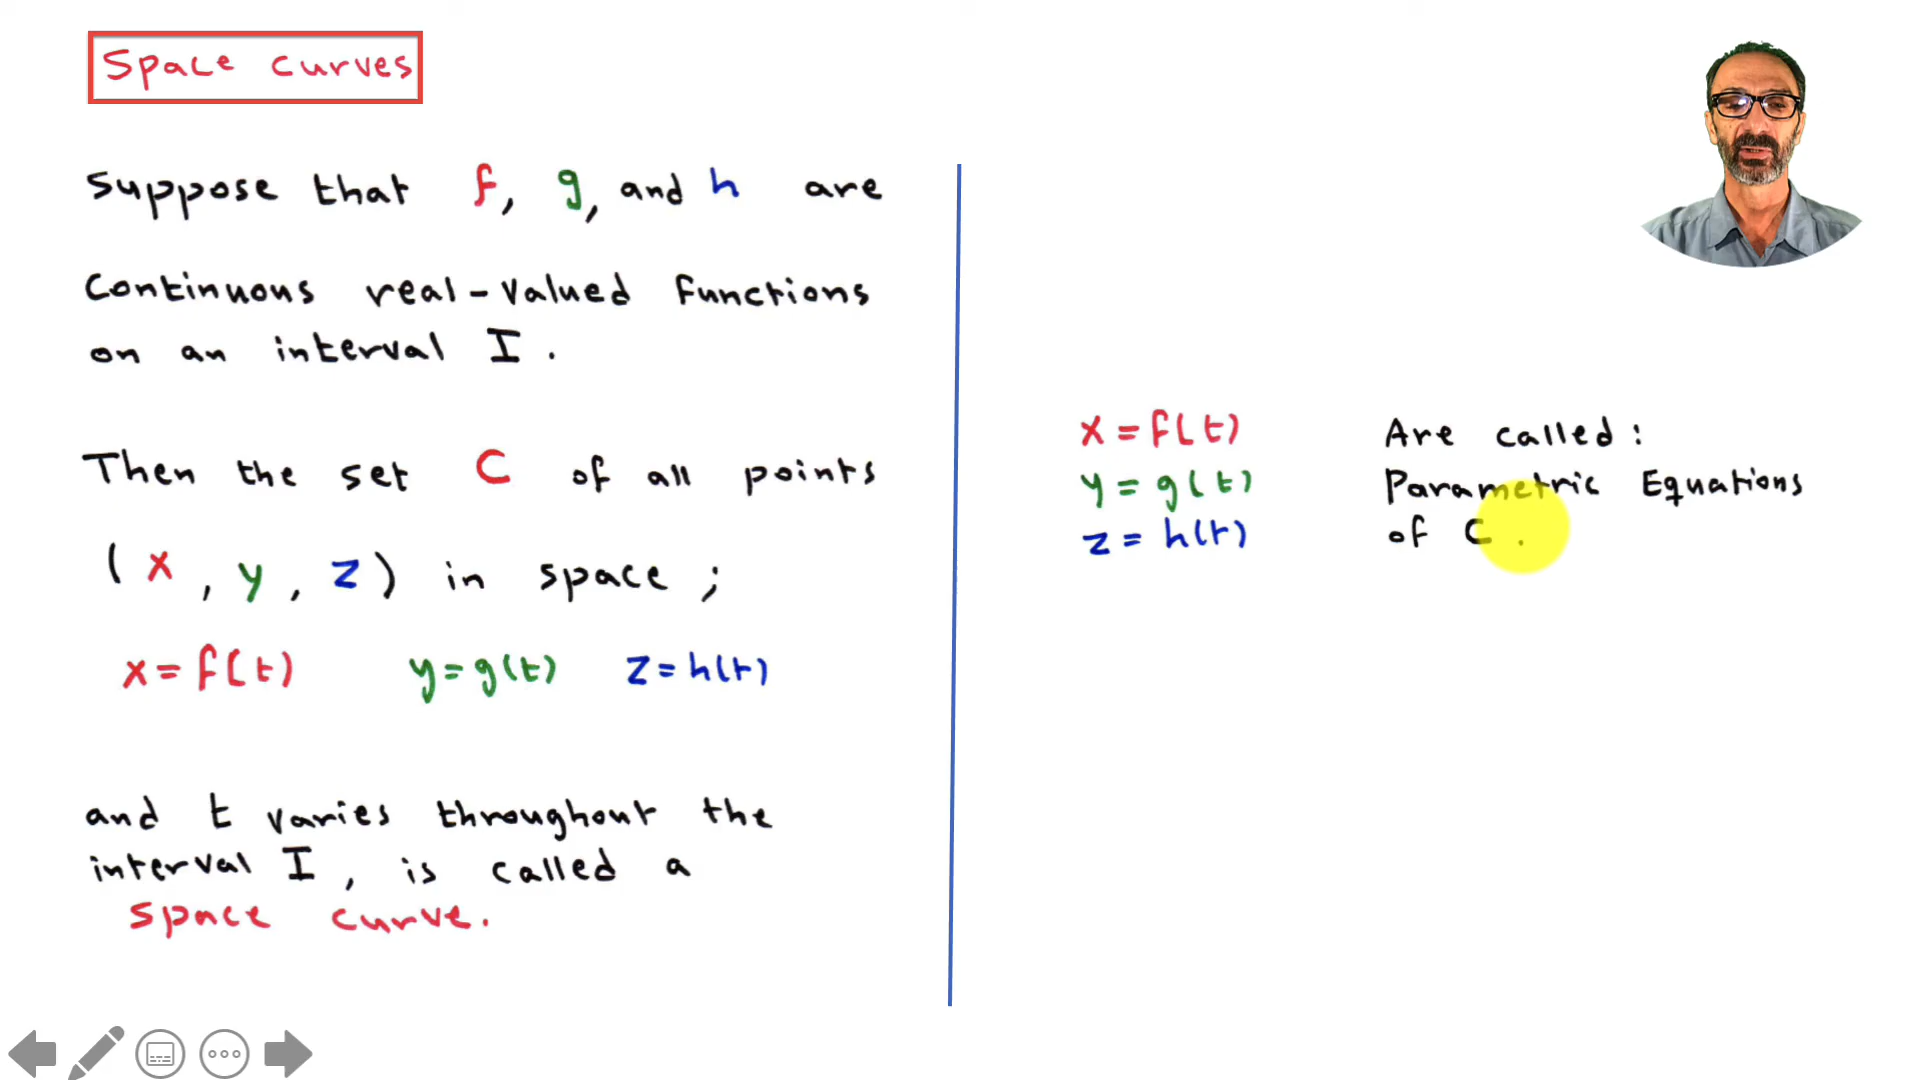 Space curves
Suppose that f, g, and h are
Continuous real-valued functions
on an interval I.
Then the set C of all points
(x, y, z) in space;
x = f(t) y = g(t) z = h(t)
and t varies throughout the
interval I, is called a
space curve.
x = f(t)
y = g(t)
z = h(t)
Are called:
Parametric Equations
of C.